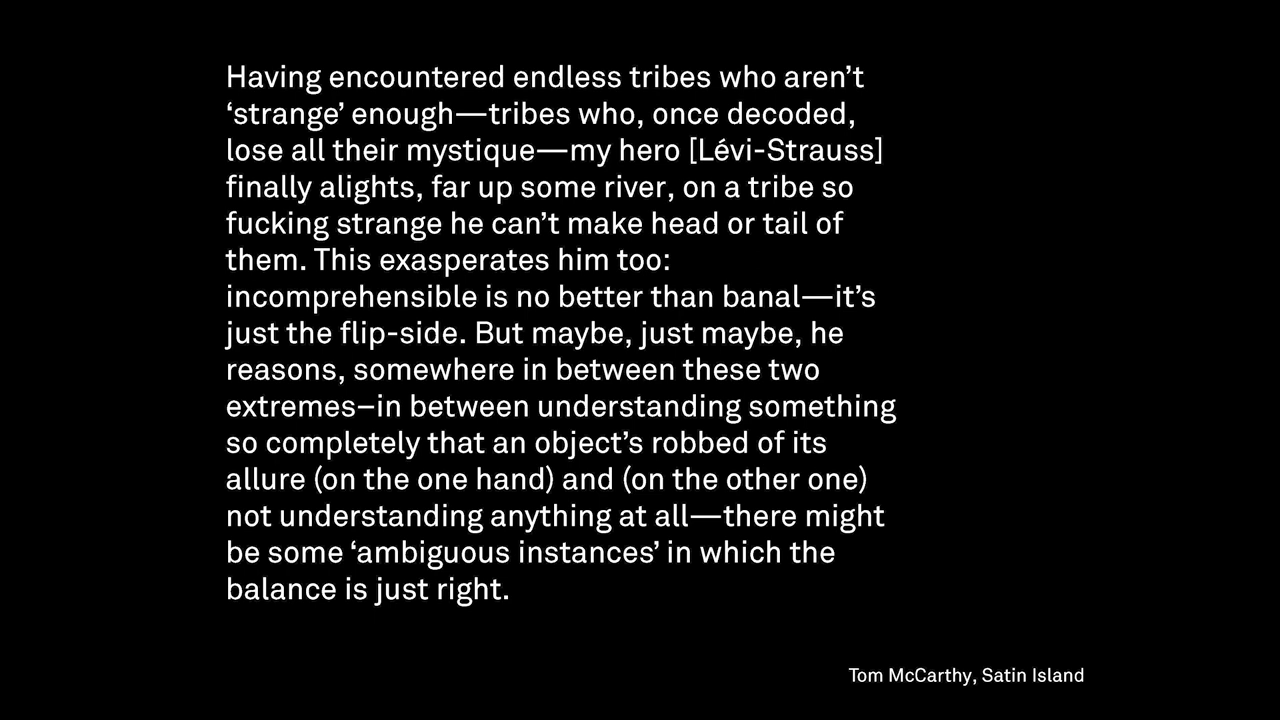 Having encountered endless tribes who aren’t
‘strange’ enough—tribes who, once decoded,
lose all their mystique—my hero [Lévi-Strauss]
finally alights, far up some river, on a tribe so
fucking strange he can’t make head or tail of
them. This exasperates him too:
incomprehensible is no better than banal—it’s
just the flip-side. But maybe, just maybe, he
reasons, somewhere in between these two
extremes–in between understanding something
so completely that an object’s robbed of its
allure (on the one hand) and (on the other one)
not understanding anything at all—there might
be some ‘ambiguous instances’ in which the
balance is just right.
Tom McCarthy, Satin Island